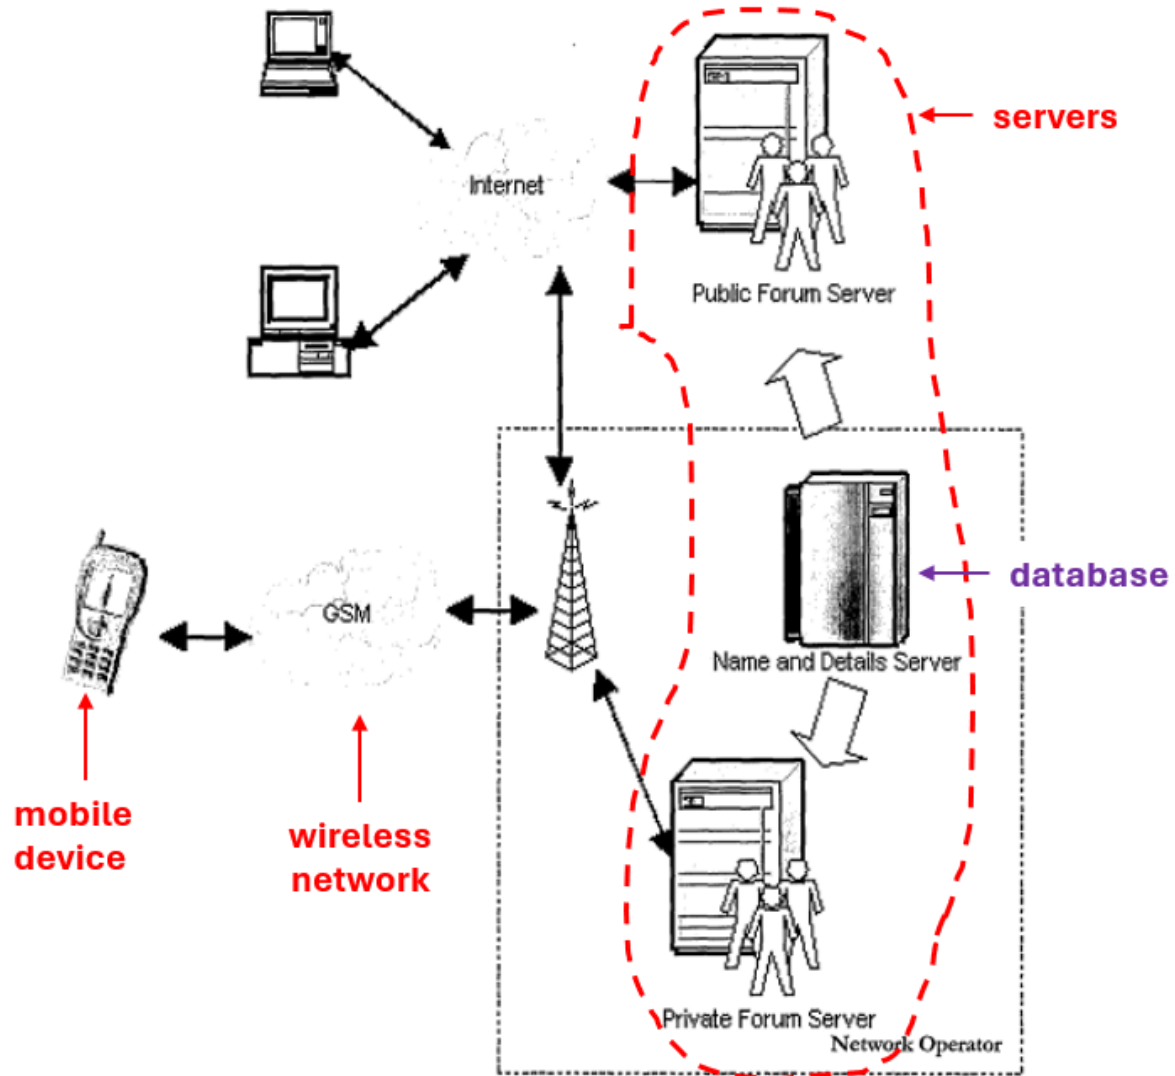 servers
Internet
Public Forum Server
database
GSM
Name and Details Server
mobile
device
wireless
network
Private Forum Server
Network Operator